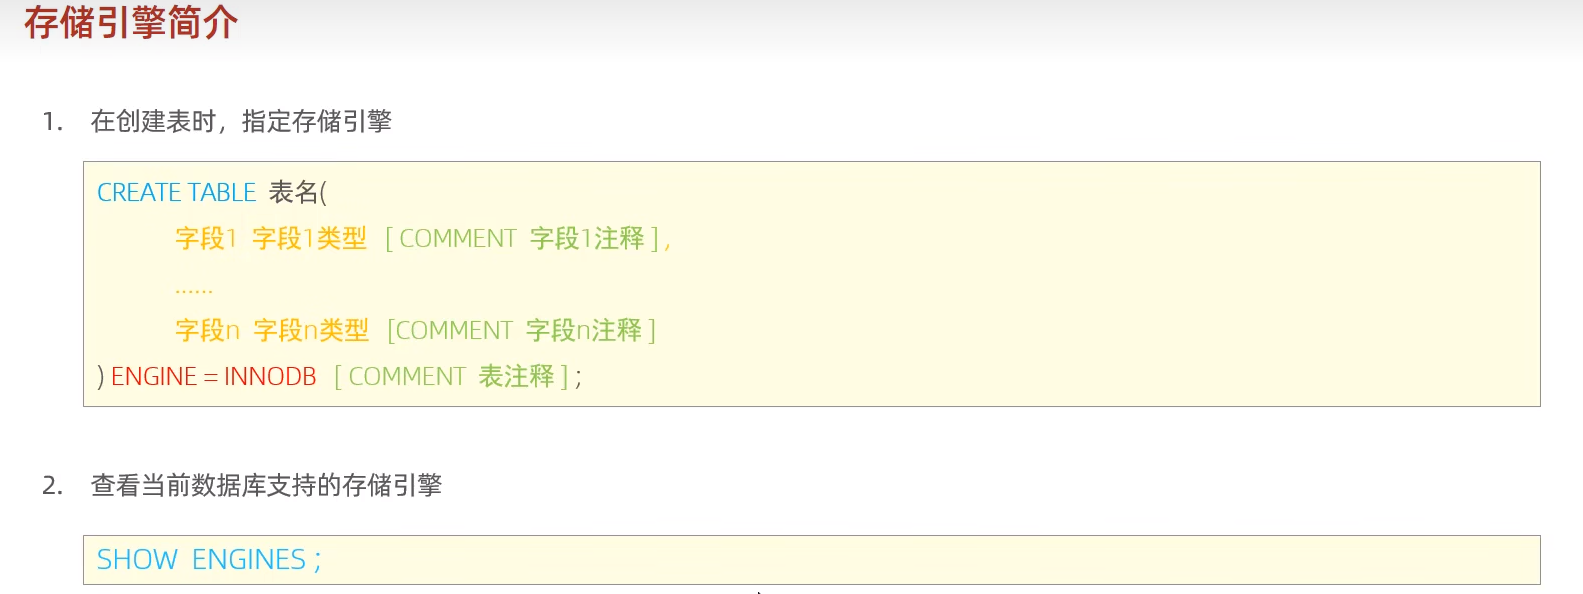 存储引擎简介
1. 在创建表时，指定存储引擎
CREATE TABLE 表名(
字段1 字段1类型 [ COMMENT 字段1注释 ] ,
......
字段n 字段n类型 [COMMENT 字段n注释 ]
) ENGINE = INNODB [ COMMENT 表注释 ] ;
2. 查看当前数据库支持的存储引擎
SHOW ENGINES ;